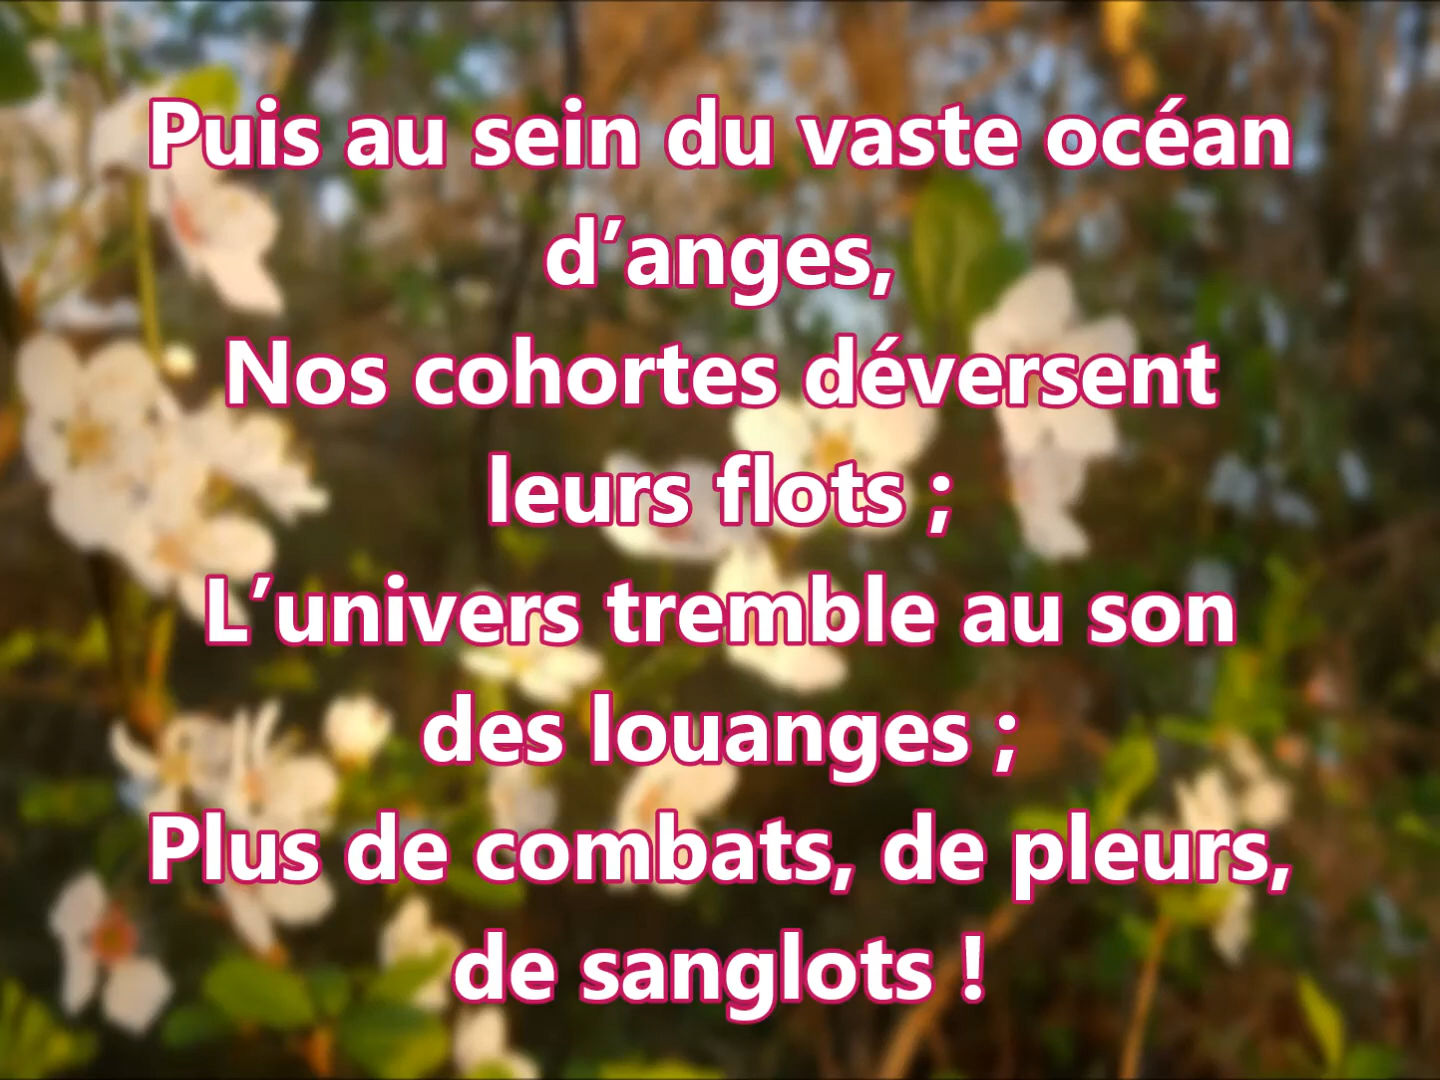 Puis au sein du vaste océan
d’anges,
Nos cohortes déversent
leurs flots ;
L’univers tremble au son
des louanges ;
Plus de combats, de pleurs,
de sanglots !